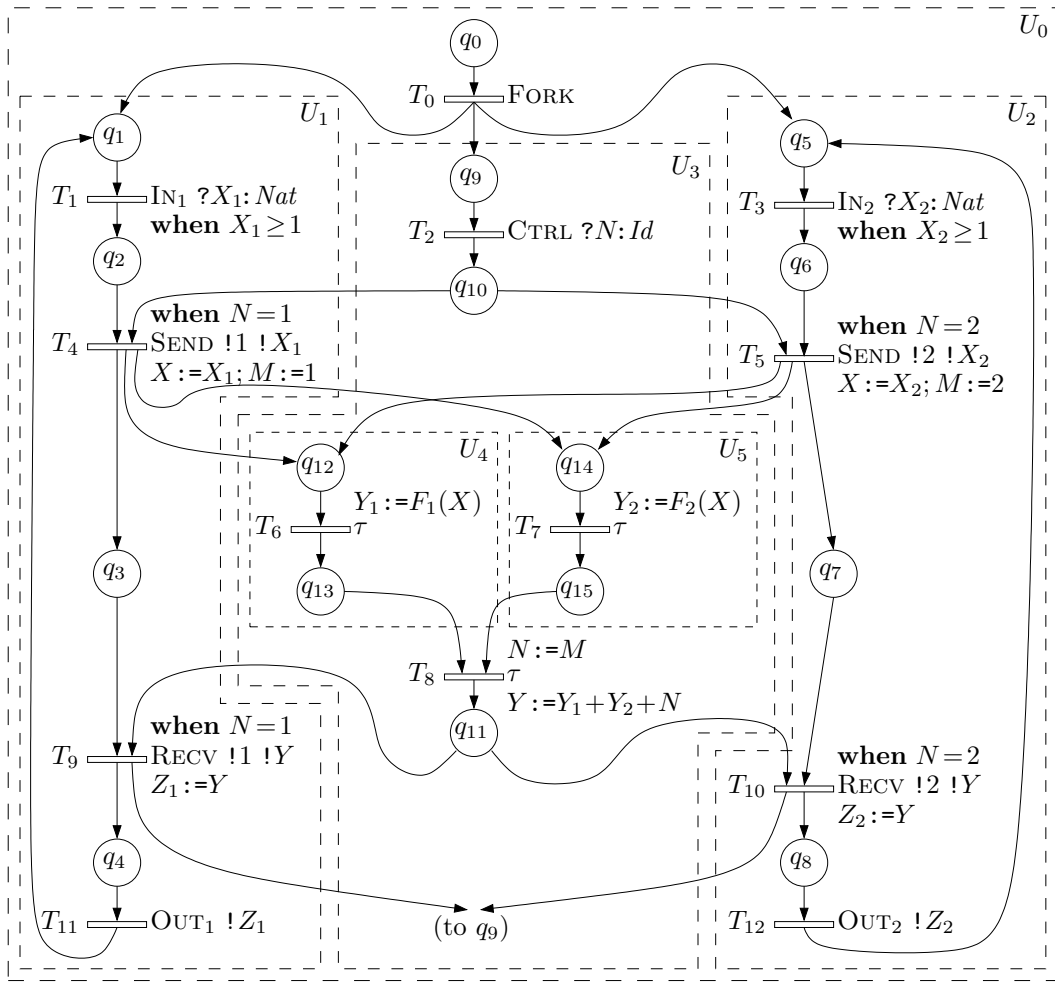 U0
q0
T0 FORK
U1
U2
q1
q5
U3
q9
T1 IN1 ?X1:Nat
when X1≥1
T3 IN2 ?X2:Nat
when X2≥1
T2 CTRL ?N:Id
q2
q6
q10
when N=1
T4 SEND !1 !X1
X:=X1;M:=1
when N=2
T5 SEND !2 !X2
X:=X2;M:=2
U4
U5
q12
q14
Y1:=F1(X)
T6 τ
Y2:=F2(X)
T7 τ
q3
q13
q15
q7
N:=M
T8 τ
Y:=Y1+Y2+N
q11
when N=1
T9 RECV !1 !Y
Z1:=Y
when N=2
T10 RECV !2 !Y
Z2:=Y
q4
q8
T11 OUT1 !Z1
(to q9)
T12 OUT2 !Z2